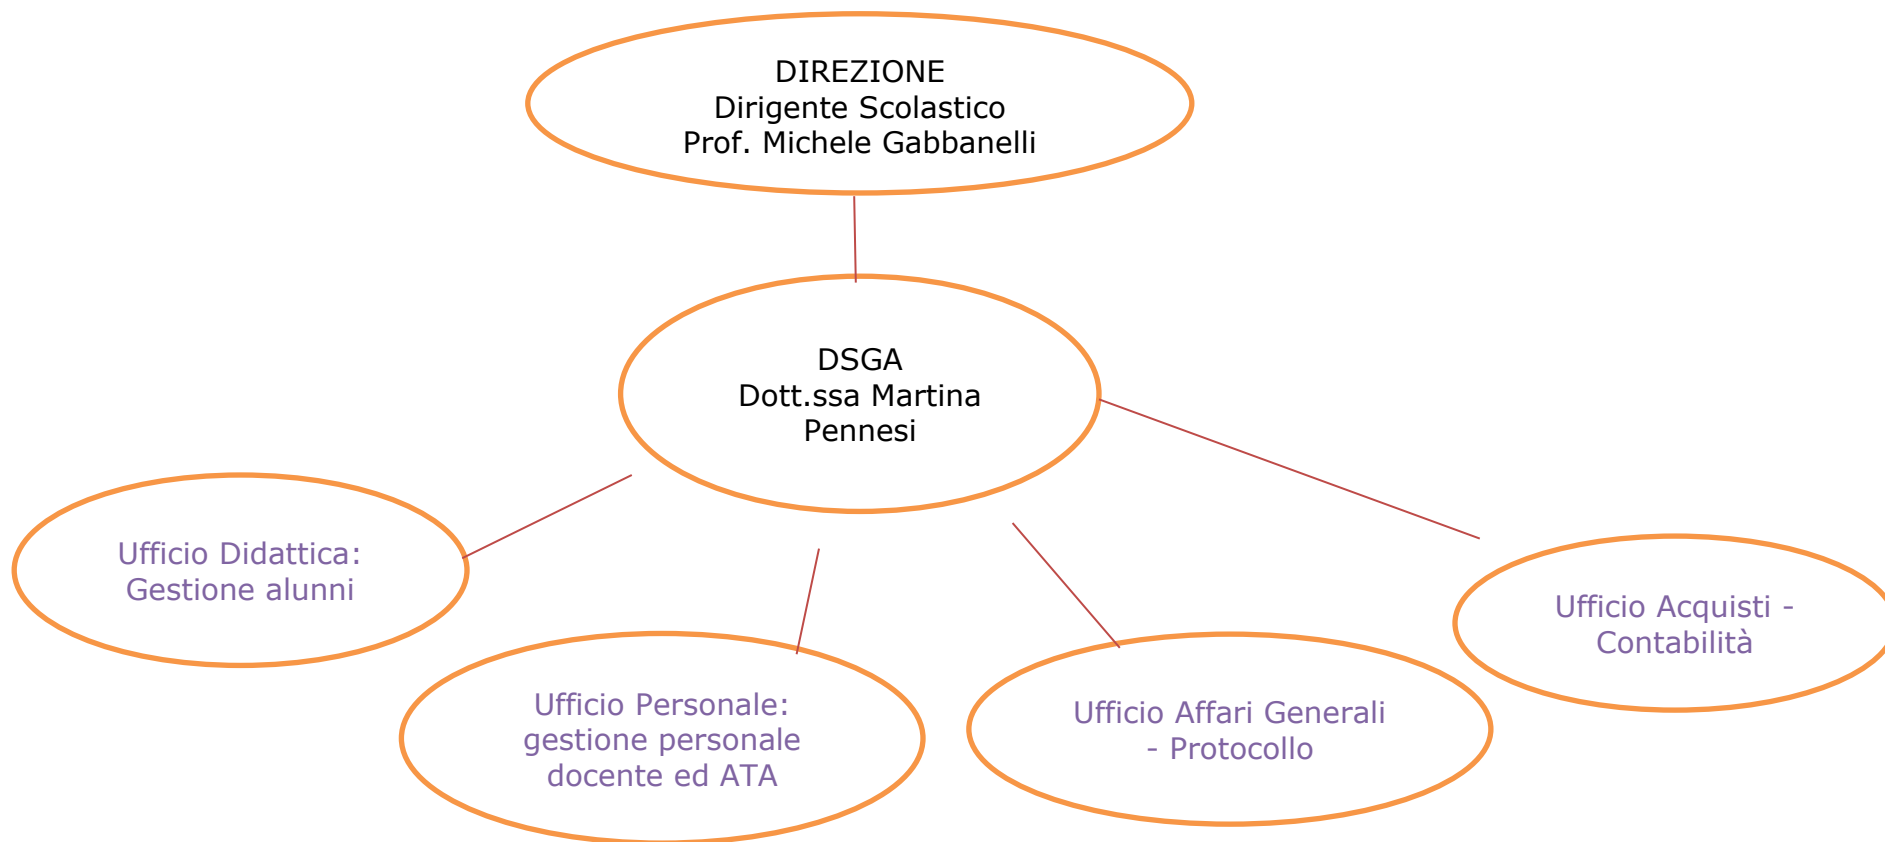 DIREZIONE
Dirigente Scolastico
Prof. Michele Gabbanelli
DSGA
Dott.ssa Martina
Pennesi
Ufficio Didattica:
Gestione alunni
Ufficio Personale:
gestione personale
docente ed ATA
Ufficio Affari Generali
- Protocollo
Ufficio Acquisti -
Contabilità